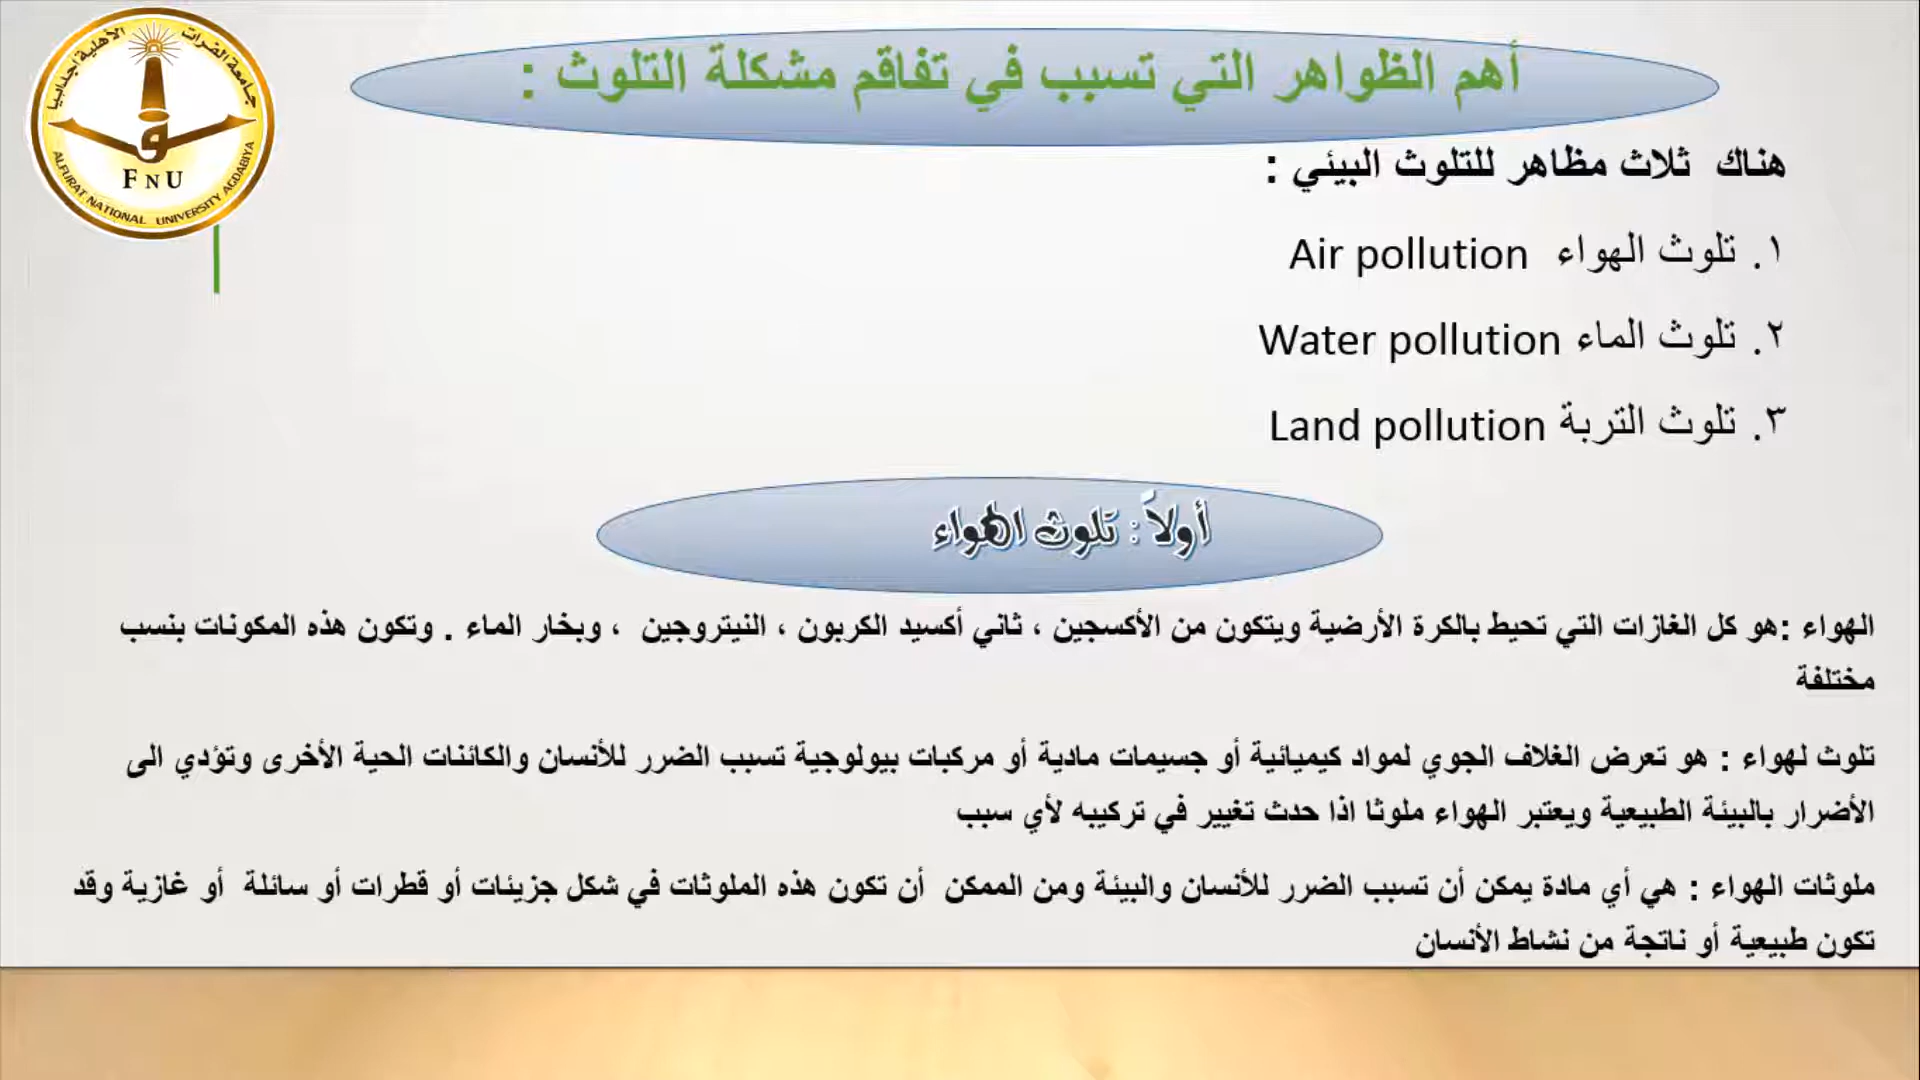 جامعة الفرات الأهلية اجدابيا
FNU
ALFURAT NATIONAL UNIVERSITY AGDABIYA
أهم الظواهر التي تسبب في تفاقم مشكلة التلوث :
هناك ثلاث مظاهر للتلوث البيئي :
١. تلوث الهواء Air pollution
٢. تلوث الماء Water pollution
٣. تلوث التربة Land pollution
أولاً : تلوث الهواء
الهواء :هو كل الغازات التي تحيط بالكرة الأرضية ويتكون من الأكسجين ، ثاني أكسيد الكربون ، النيتروجين ، وبخار الماء . وتكون هذه المكونات بنسب
مختلفة
تلوث لهواء : هو تعرض الغلاف الجوي لمواد كيميائية أو جسيمات مادية أو مركبات بيولوجية تسبب الضرر للأنسان والكائنات الحية الأخرى وتؤدي الى
الأضرار بالبيئة الطبيعية ويعتبر الهواء ملوثا اذا حدث تغيير في تركيبه لأي سبب
ملوثات الهواء : هي أي مادة يمكن أن تسبب الضرر للأنسان والبيئة ومن الممكن أن تكون هذه الملوثات في شكل جزيئات أو قطرات أو سائلة أو غازية وقد
تكون طبيعية أو ناتجة من نشاط الأنسان